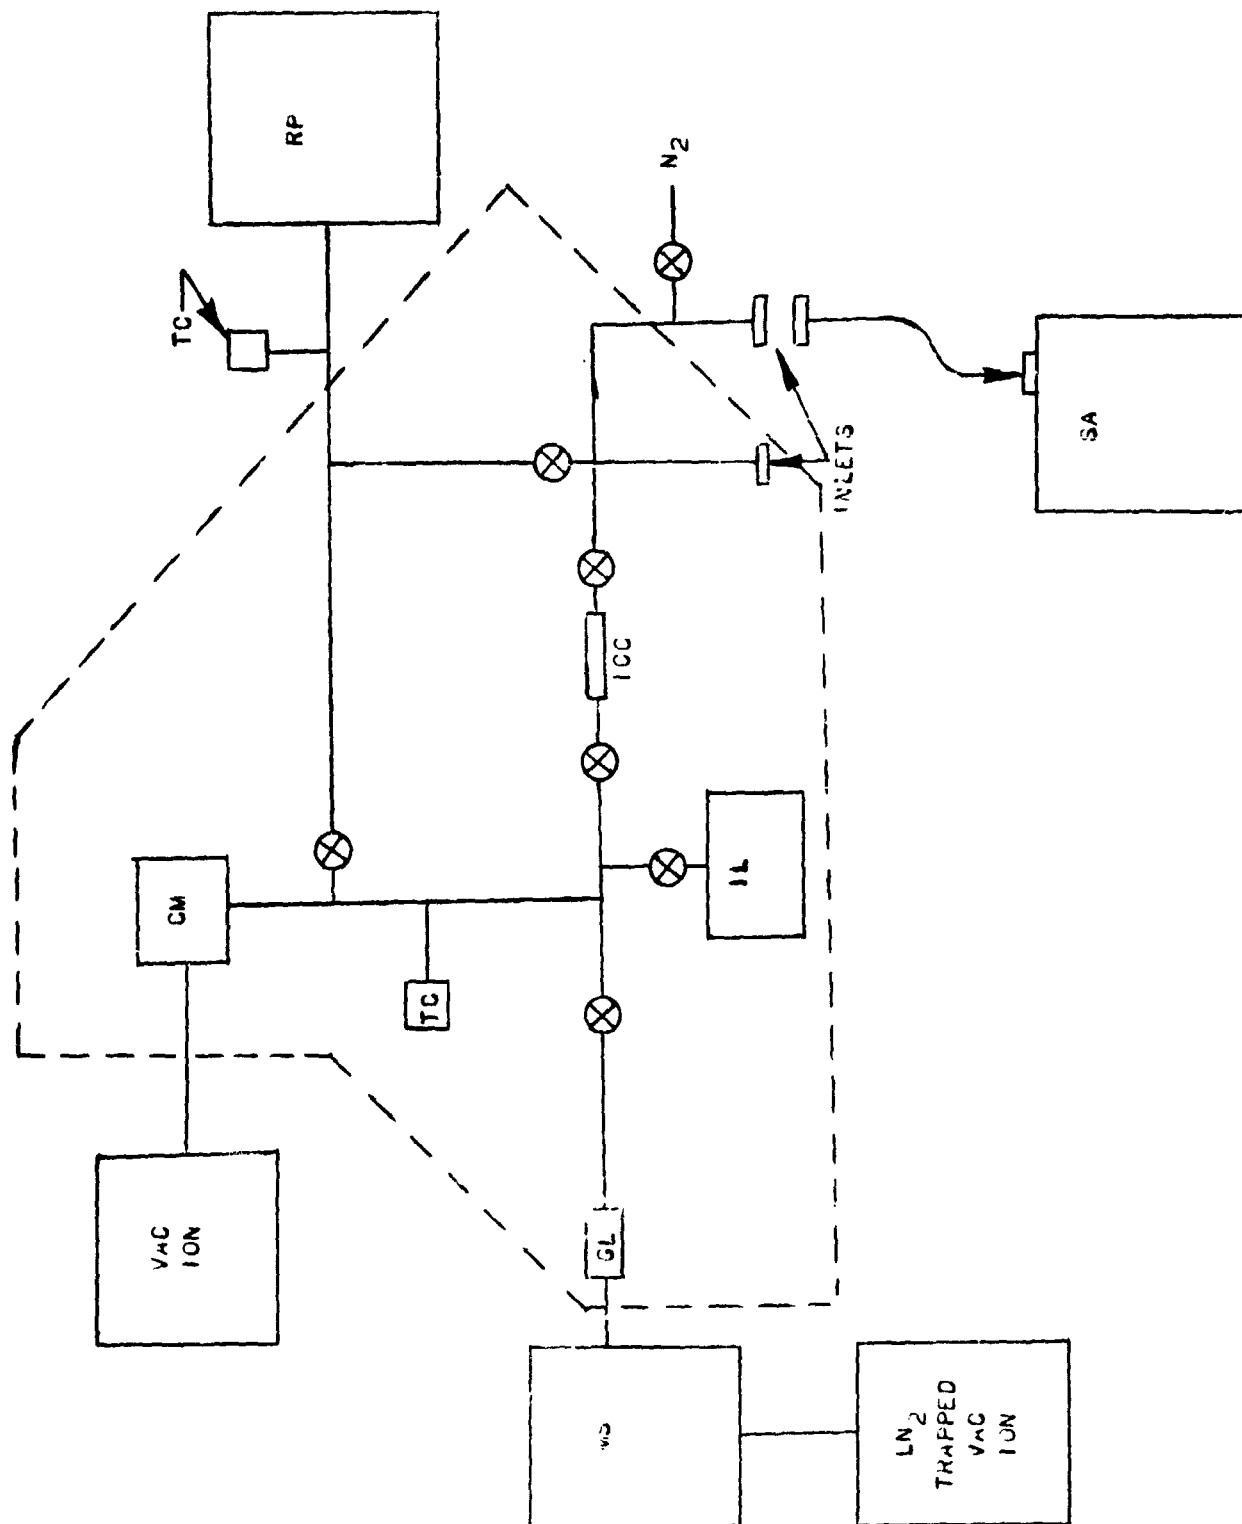 RP
TC
N₂
CM
TC
INLETS
SA
ICC
IL
VAC
ION
GL
LN₂
TRAPPED
VAC
ION